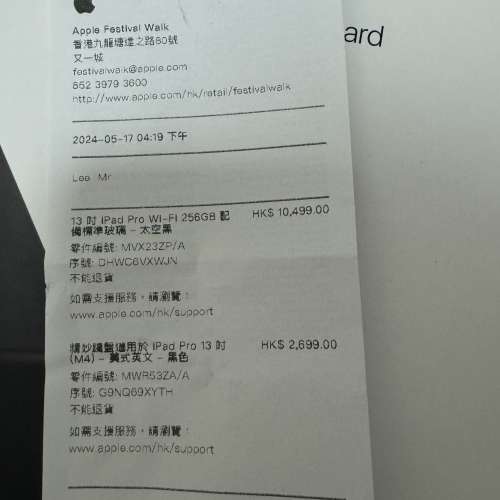 Apple Festival Walk
香港九龍塘達之路80號
又一城
festivalwalk@apple.com
852 3979 3600
http://www.apple.com/hk/retail/festivalwalk
ard
2024-05-17 04:19 下午
Lee Mr
13 吋 iPad Pro Wi-Fi 256GB 配 HK$ 10,499.00
備標準玻璃 - 太空黑
零件編號: MVX23ZP/A
序號: DHWC6VXWJN
不能退貨
如需支援服務，請瀏覽：
www.apple.com/hk/support
精妙鍵盤適用於 iPad Pro 13 吋 HK$ 2,699.00
(M4) - 美式英文 - 黑色
零件編號: MWR53ZA/A
序號: G9NQ69XYTH
不能退貨
如需支援服務，請瀏覽：
www.apple.com/hk/support